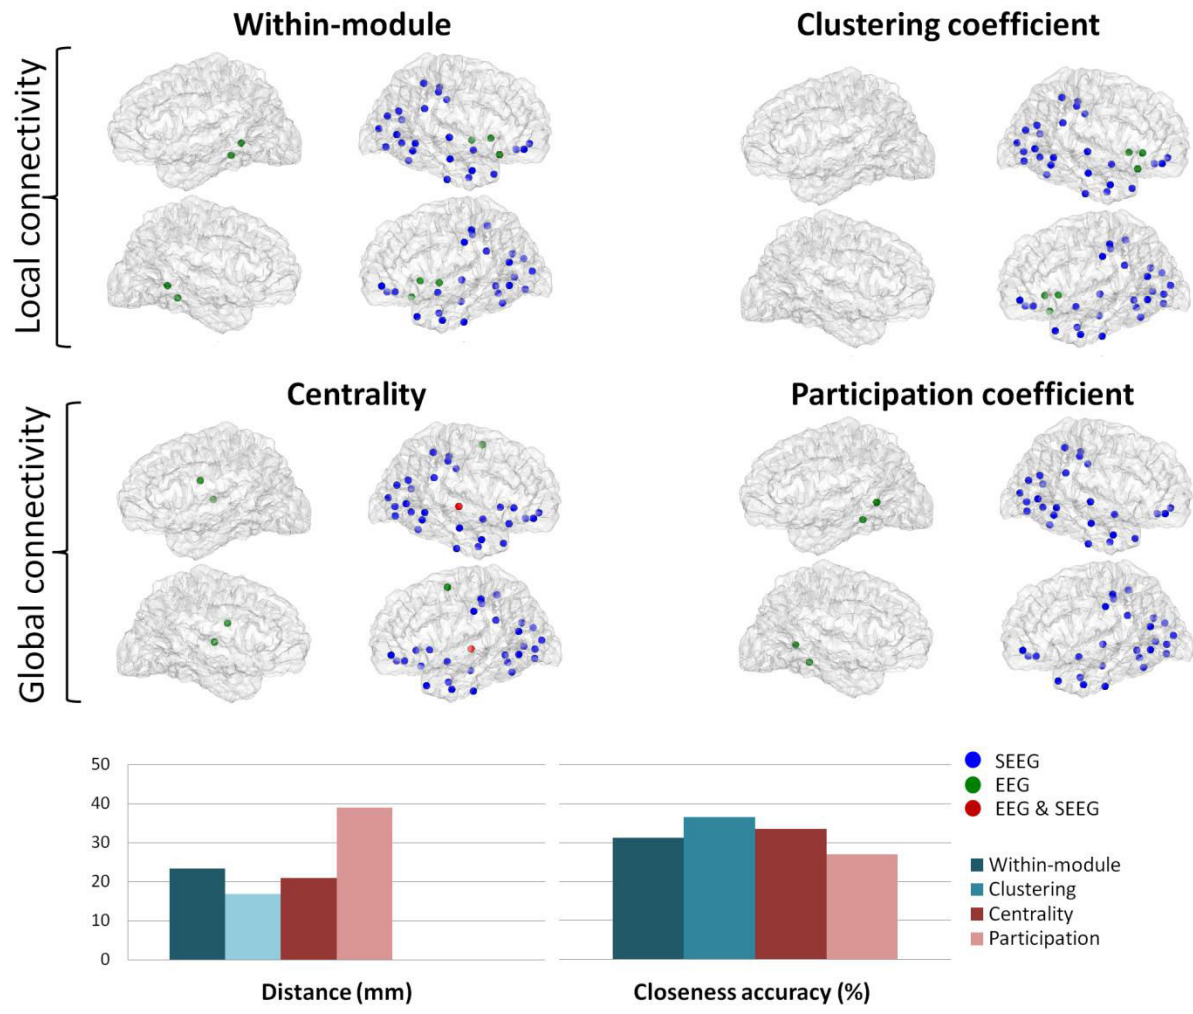 Within-module
Clustering coefficient
Local connectivity
Centrality
Participation coefficient
Global connectivity
50
40
30
20
10
0
Distance (mm)
Closeness accuracy (%)
SEEG
EEG
EEG & SEEG
Within-module
Clustering
Centrality
Participation